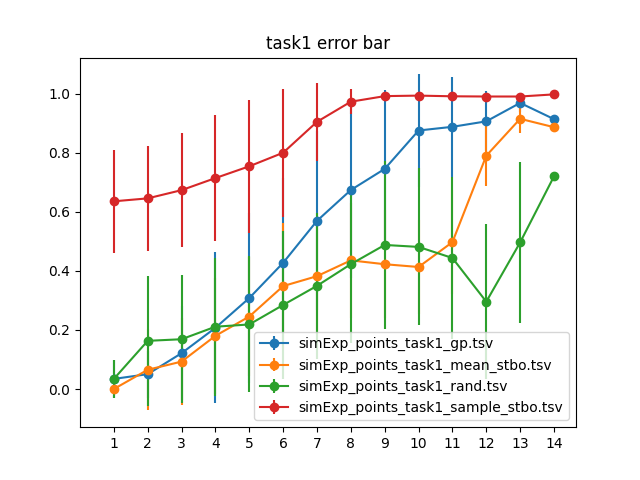 task1 error bar
1.0
0.8
0.6
0.4
0.2
0.0
simExp_points_task1_gp.tsv
simExp_points_task1_mean_stbo.tsv
simExp_points_task1_rand.tsv
simExp_points_task1_sample_stbo.tsv
1 2 3 4 5 6 7 8 9 10 11 12 13 14